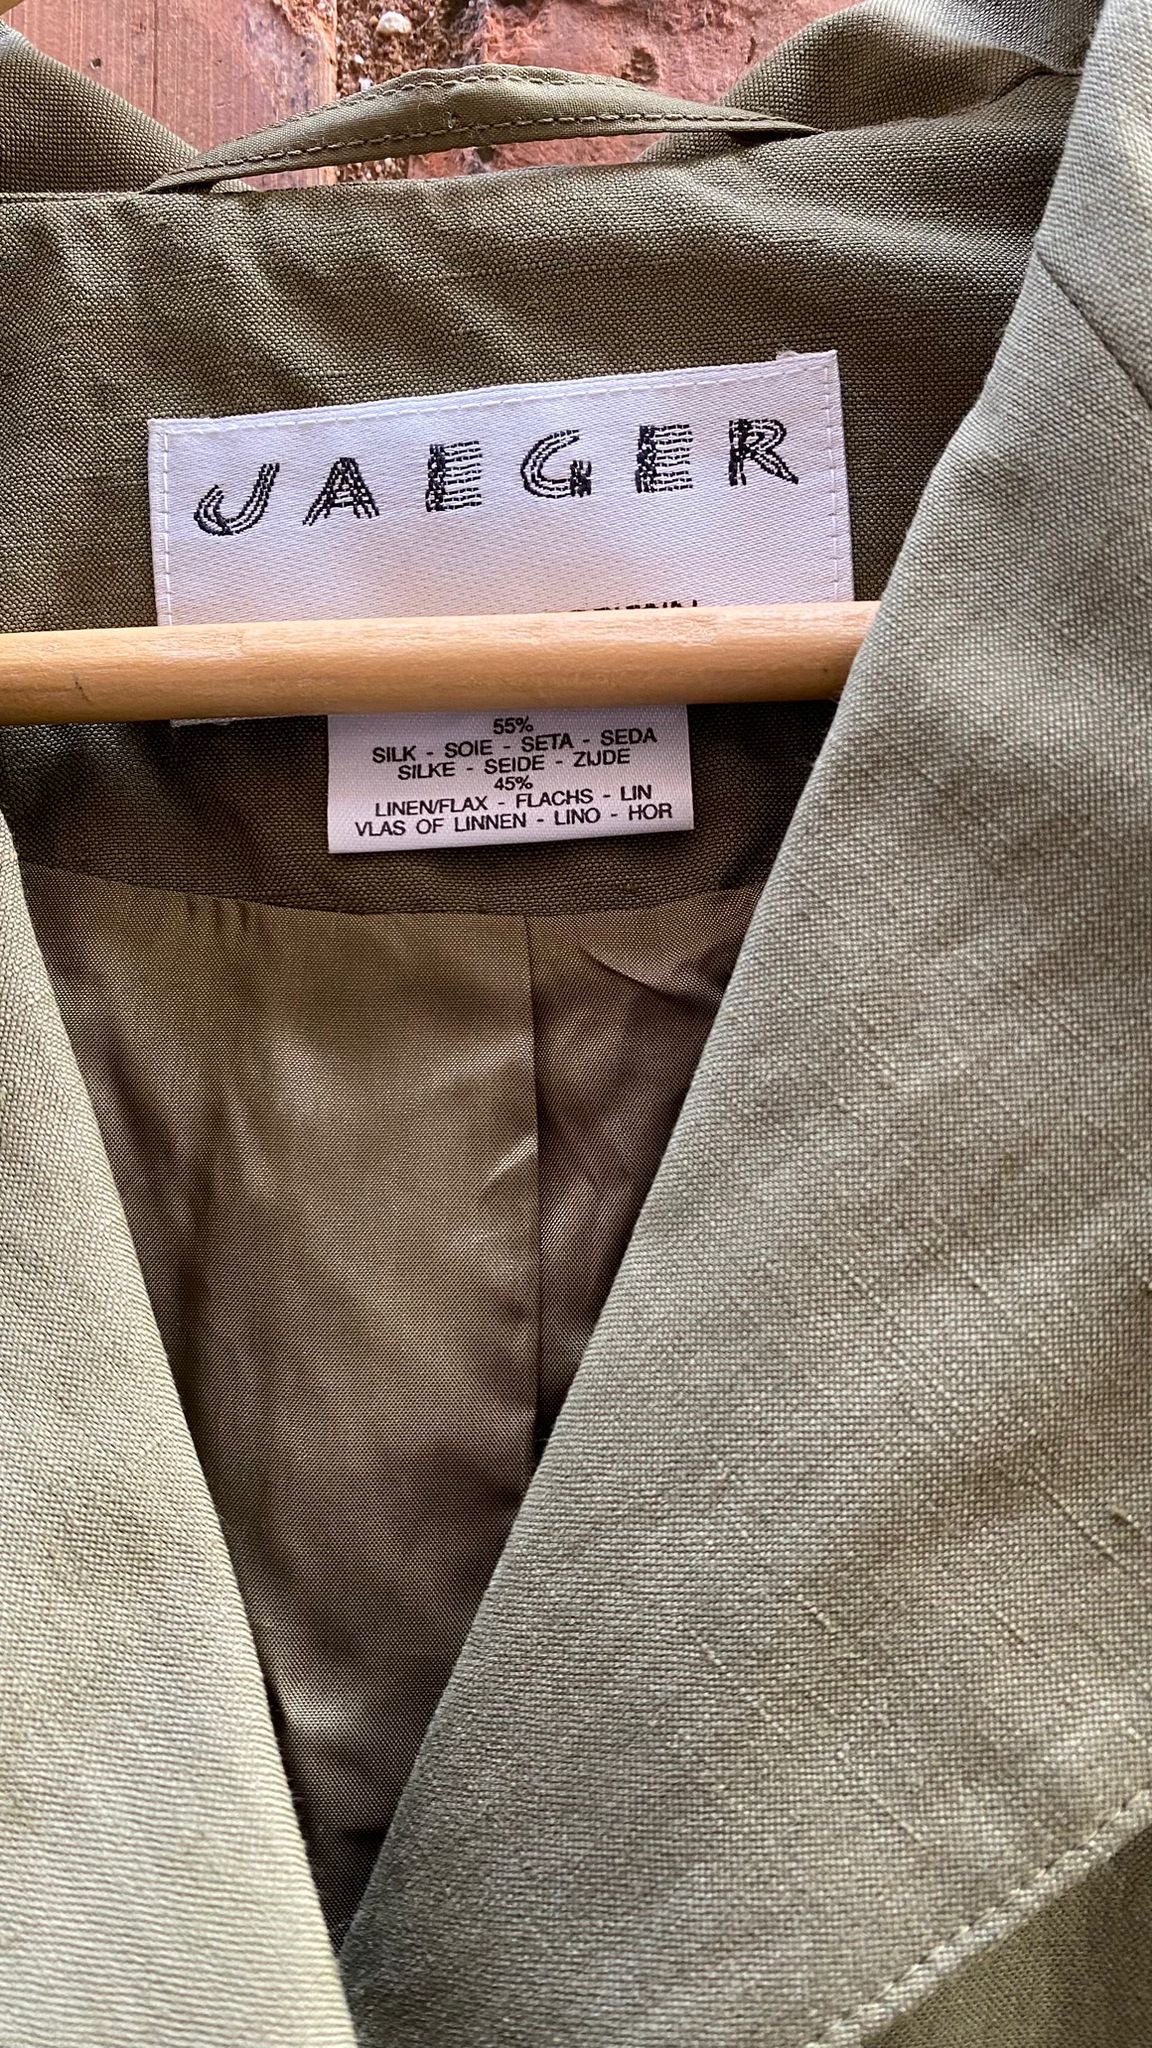 JAEGER
55%
SILK - SOIE - SETA - SEDA
SILKE - SEIDE - ZIJDE
45%
LINEN/FLAX - FLACHS - LIN
VLAS OF LINNEN - LINO - HOR